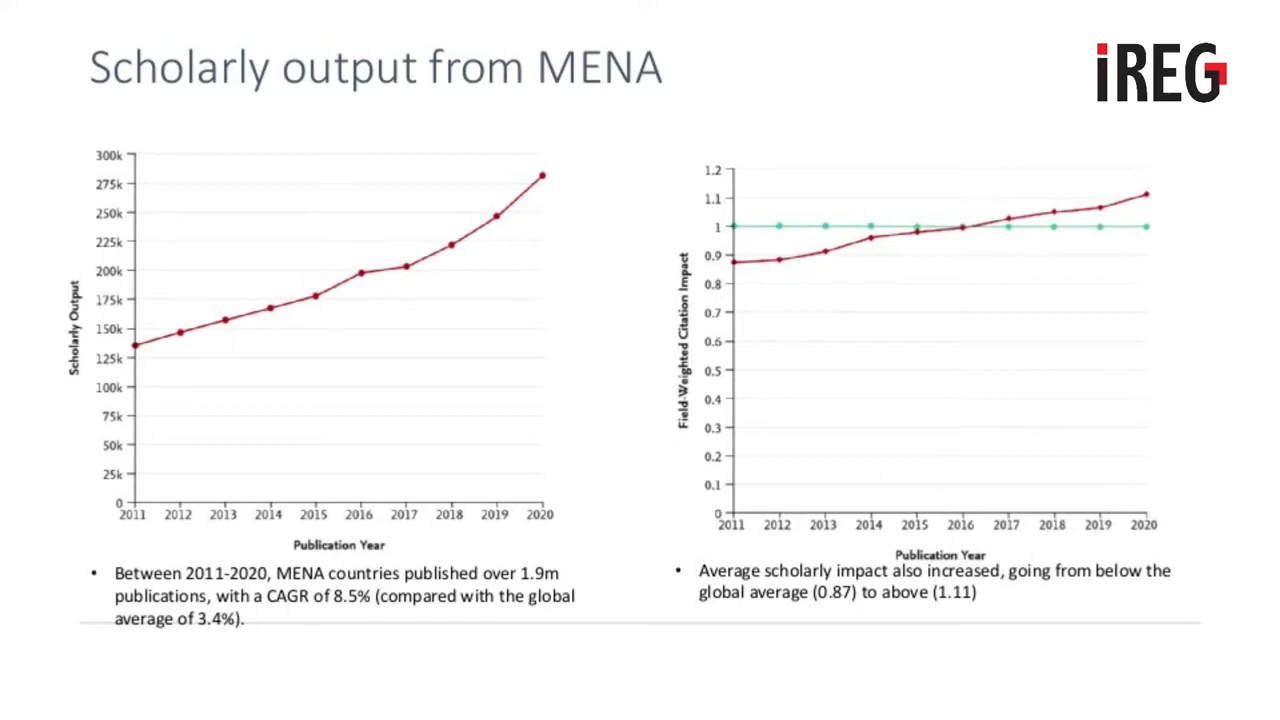 Scholarly output from MENA
iREG
300k
275k
250k
225k
200k
175k
150k
125k
100k
75k
50k
25k
0
Scholarly Output
2011 2012 2013 2014 2015 2016 2017 2018 2019 2020
Publication Year
1.2
1.1
1
0.9
0.8
0.7
0.6
0.5
0.4
0.3
0.2
0.1
0
Field-Weighted Citation Impact
2011 2012 2013 2014 2015 2016 2017 2018 2019 2020
Publication Year
• Between 2011-2020, MENA countries published over 1.9m
publications, with a CAGR of 8.5% (compared with the global
average of 3.4%).
• Average scholarly impact also increased, going from below the
global average (0.87) to above (1.11)